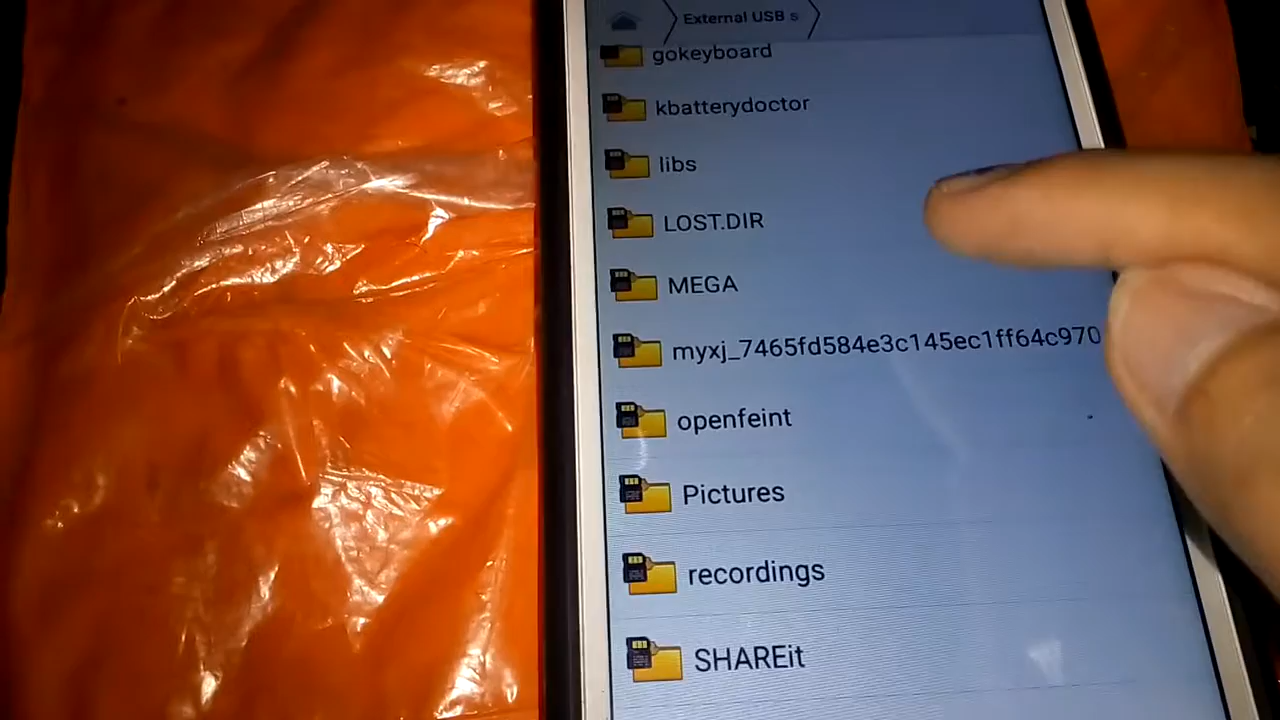 External USB s
gokeyboard
kbatterydoctor
libs
LOST.DIR
MEGA
myxj_7465fd584e3c145ec1ff64c970
openfeint
Pictures
recordings
SHAREit